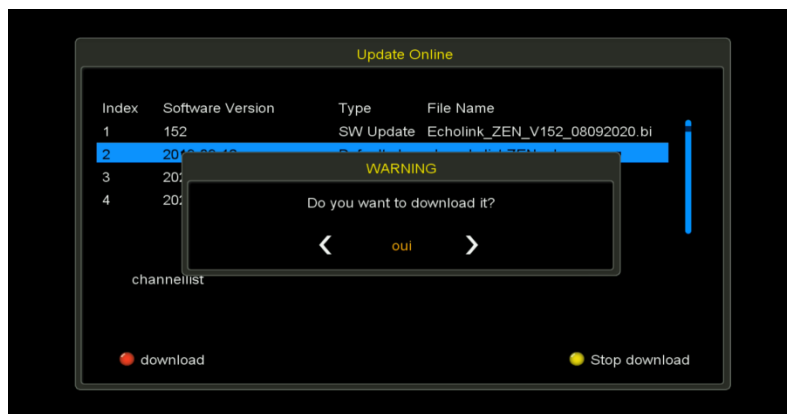 Update Online
Index Software Version Type File Name
1 152 SW Update Echolink_ZEN_V152_08092020.bi
2
WARNING
3
Do you want to download it?
4
oui
channellist
download Stop download